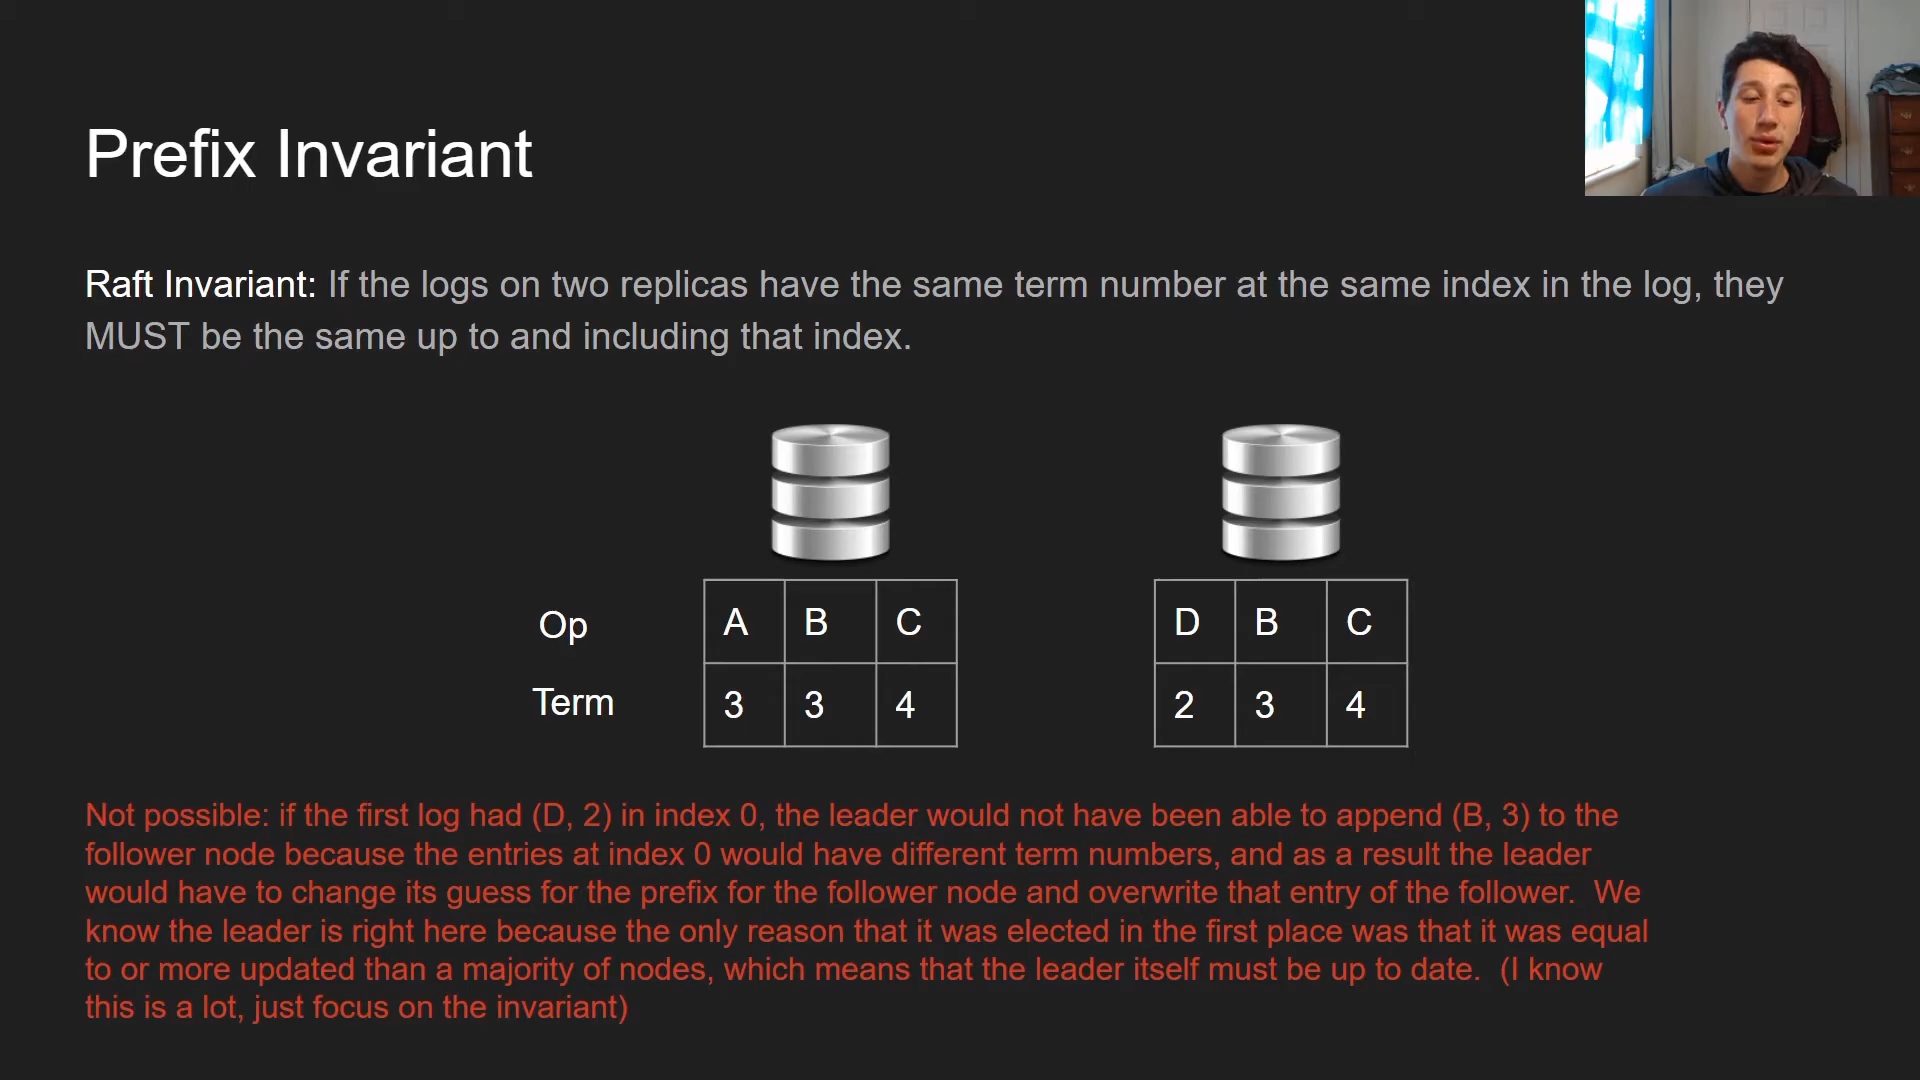 Prefix Invariant
Raft Invariant: If the logs on two replicas have the same term number at the same index in the log, they
MUST be the same up to and including that index.
Op A B C D B C
Term 3 3 4 2 3 4
Not possible: if the first log had (D, 2) in index 0, the leader would not have been able to append (B, 3) to the
follower node because the entries at index 0 would have different term numbers, and as a result the leader
would have to change its guess for the prefix for the follower node and overwrite that entry of the follower.  We
know the leader is right here because the only reason that it was elected in the first place was that it was equal
to or more updated than a majority of nodes, which means that the leader itself must be up to date.  (I know
this is a lot, just focus on the invariant)